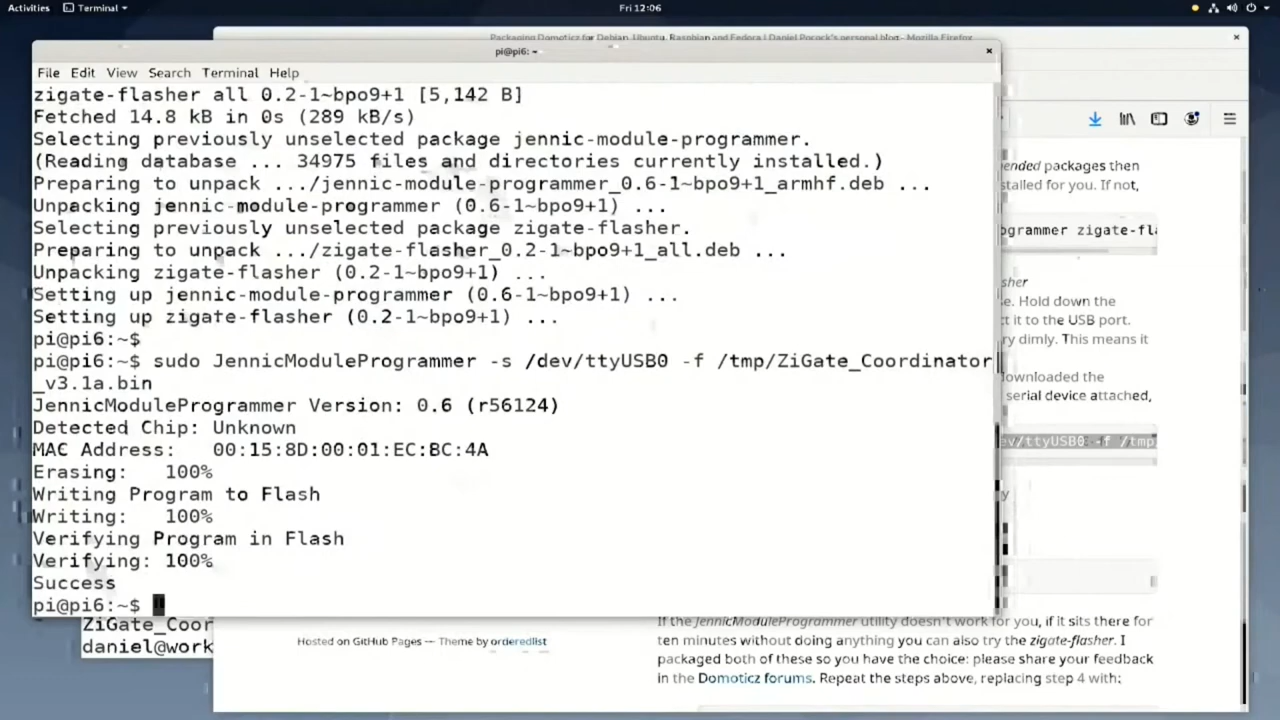 Activities Terminal Fri 12:06
Packaging Domoticz for Debian, Ubuntu, Raspbian and Fedora | Daniel Pocock's personal blog - Mozilla Firefox
pi@pi6: ~
File Edit View Search Terminal Help
zigate-flasher all 0.2-1~bpo9+1 [5,142 B]
Fetched 14.8 kB in 0s (289 kB/s)
Selecting previously unselected package jennic-module-programmer.
(Reading database ... 34975 files and directories currently installed.)
Preparing to unpack .../jennic-module-programmer_0.6-1~bpo9+1_armhf.deb ...
Unpacking jennic-module-programmer (0.6-1~bpo9+1) ...
Selecting previously unselected package zigate-flasher.
Preparing to unpack .../zigate-flasher_0.2-1~bpo9+1_all.deb ...
Unpacking zigate-flasher (0.2-1~bpo9+1) ...
Setting up jennic-module-programmer (0.6-1~bpo9+1) ...
Setting up zigate-flasher (0.2-1~bpo9+1) ...
pi@pi6:~$
pi@pi6:~$ sudo JennicModuleProgrammer -s /dev/ttyUSB0 -f /tmp/ZiGate_Coordinator
_v3.1a.bin
JennicModuleProgrammer Version: 0.6 (r56124)
Detected Chip: Unknown
MAC Address: 00:15:8D:00:01:EC:BC:4A
Erasing: 100%
Writing Program to Flash
Writing: 100%
Verifying Program in Flash
Verifying: 100%
Success
pi@pi6:~$
ZiGate_Coor
daniel@work
ended packages then
stalled for you. If not,
ogrammer zigate-fl
sher
e. Hold down the
ct it to the USB port.
ry dimly. This means it
downloaded the
serial device attached,
ev/ttyUSB0 -f /tmp
y
Hosted on GitHub Pages — Theme by orderedlist
If the JennicModuleProgrammer utility doesn't work for you, if it sits there for
ten minutes without doing anything you can also try the zigate-flasher. I
packaged both of these so you have the choice: please share your feedback
in the Domoticz forums. Repeat the steps above, replacing step 4 with: